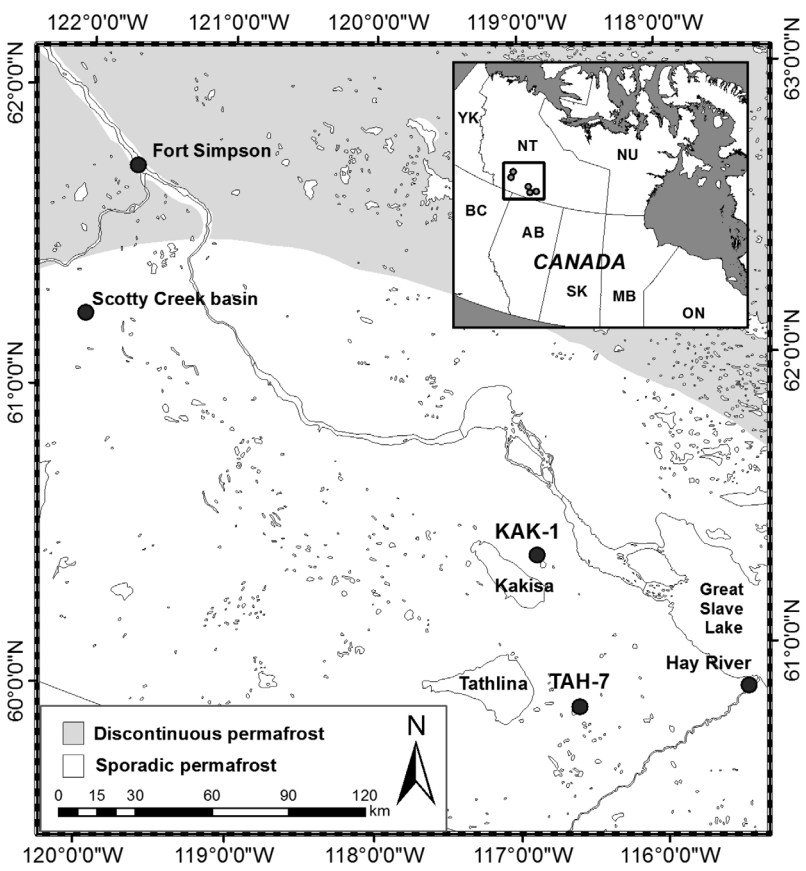 122°0'0"W 121°0'0"W 120°0'0"W 119°0'0"W 118°0'0"W
62°0'0"N
63°0'0"N
YK
NT
NU
Fort Simpson
BC
AB
CANADA
SK
MB
ON
Scotty Creek basin
61°0'0"N
62°0'0"N
KAK-1
Kakisa
Great
Slave
Lake
Hay River
Tathlina
TAH-7
60°0'0"N
61°0'0"N
Discontinuous permafrost
Sporadic permafrost
N
0 15 30 60 90 120
km
120°0'0"W 119°0'0"W 118°0'0"W 117°0'0"W 116°0'0"W